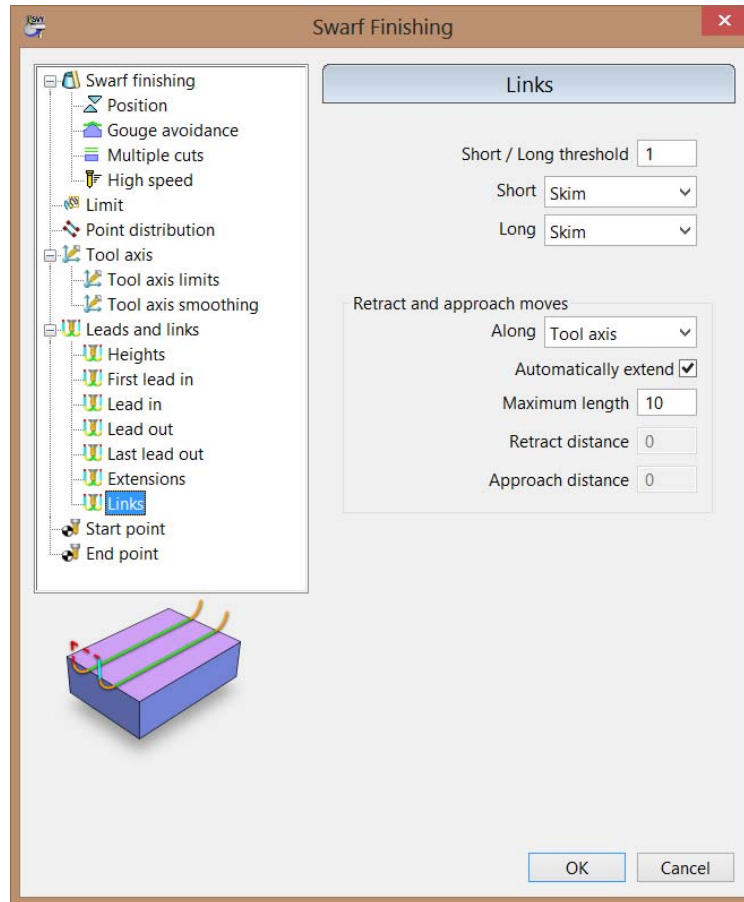 Swarf Finishing
Swarf finishing
Position
Gouge avoidance
Multiple cuts
High speed
Limit
Point distribution
Tool axis
Tool axis limits
Tool axis smoothing
Leads and links
Heights
First lead in
Lead in
Lead out
Last lead out
Extensions
Links
Start point
End point
Links
Short / Long threshold 1
Short Skim
Long Skim
Retract and approach moves
Along Tool axis
Automatically extend
Maximum length 10
Retract distance 0
Approach distance 0
OK Cancel